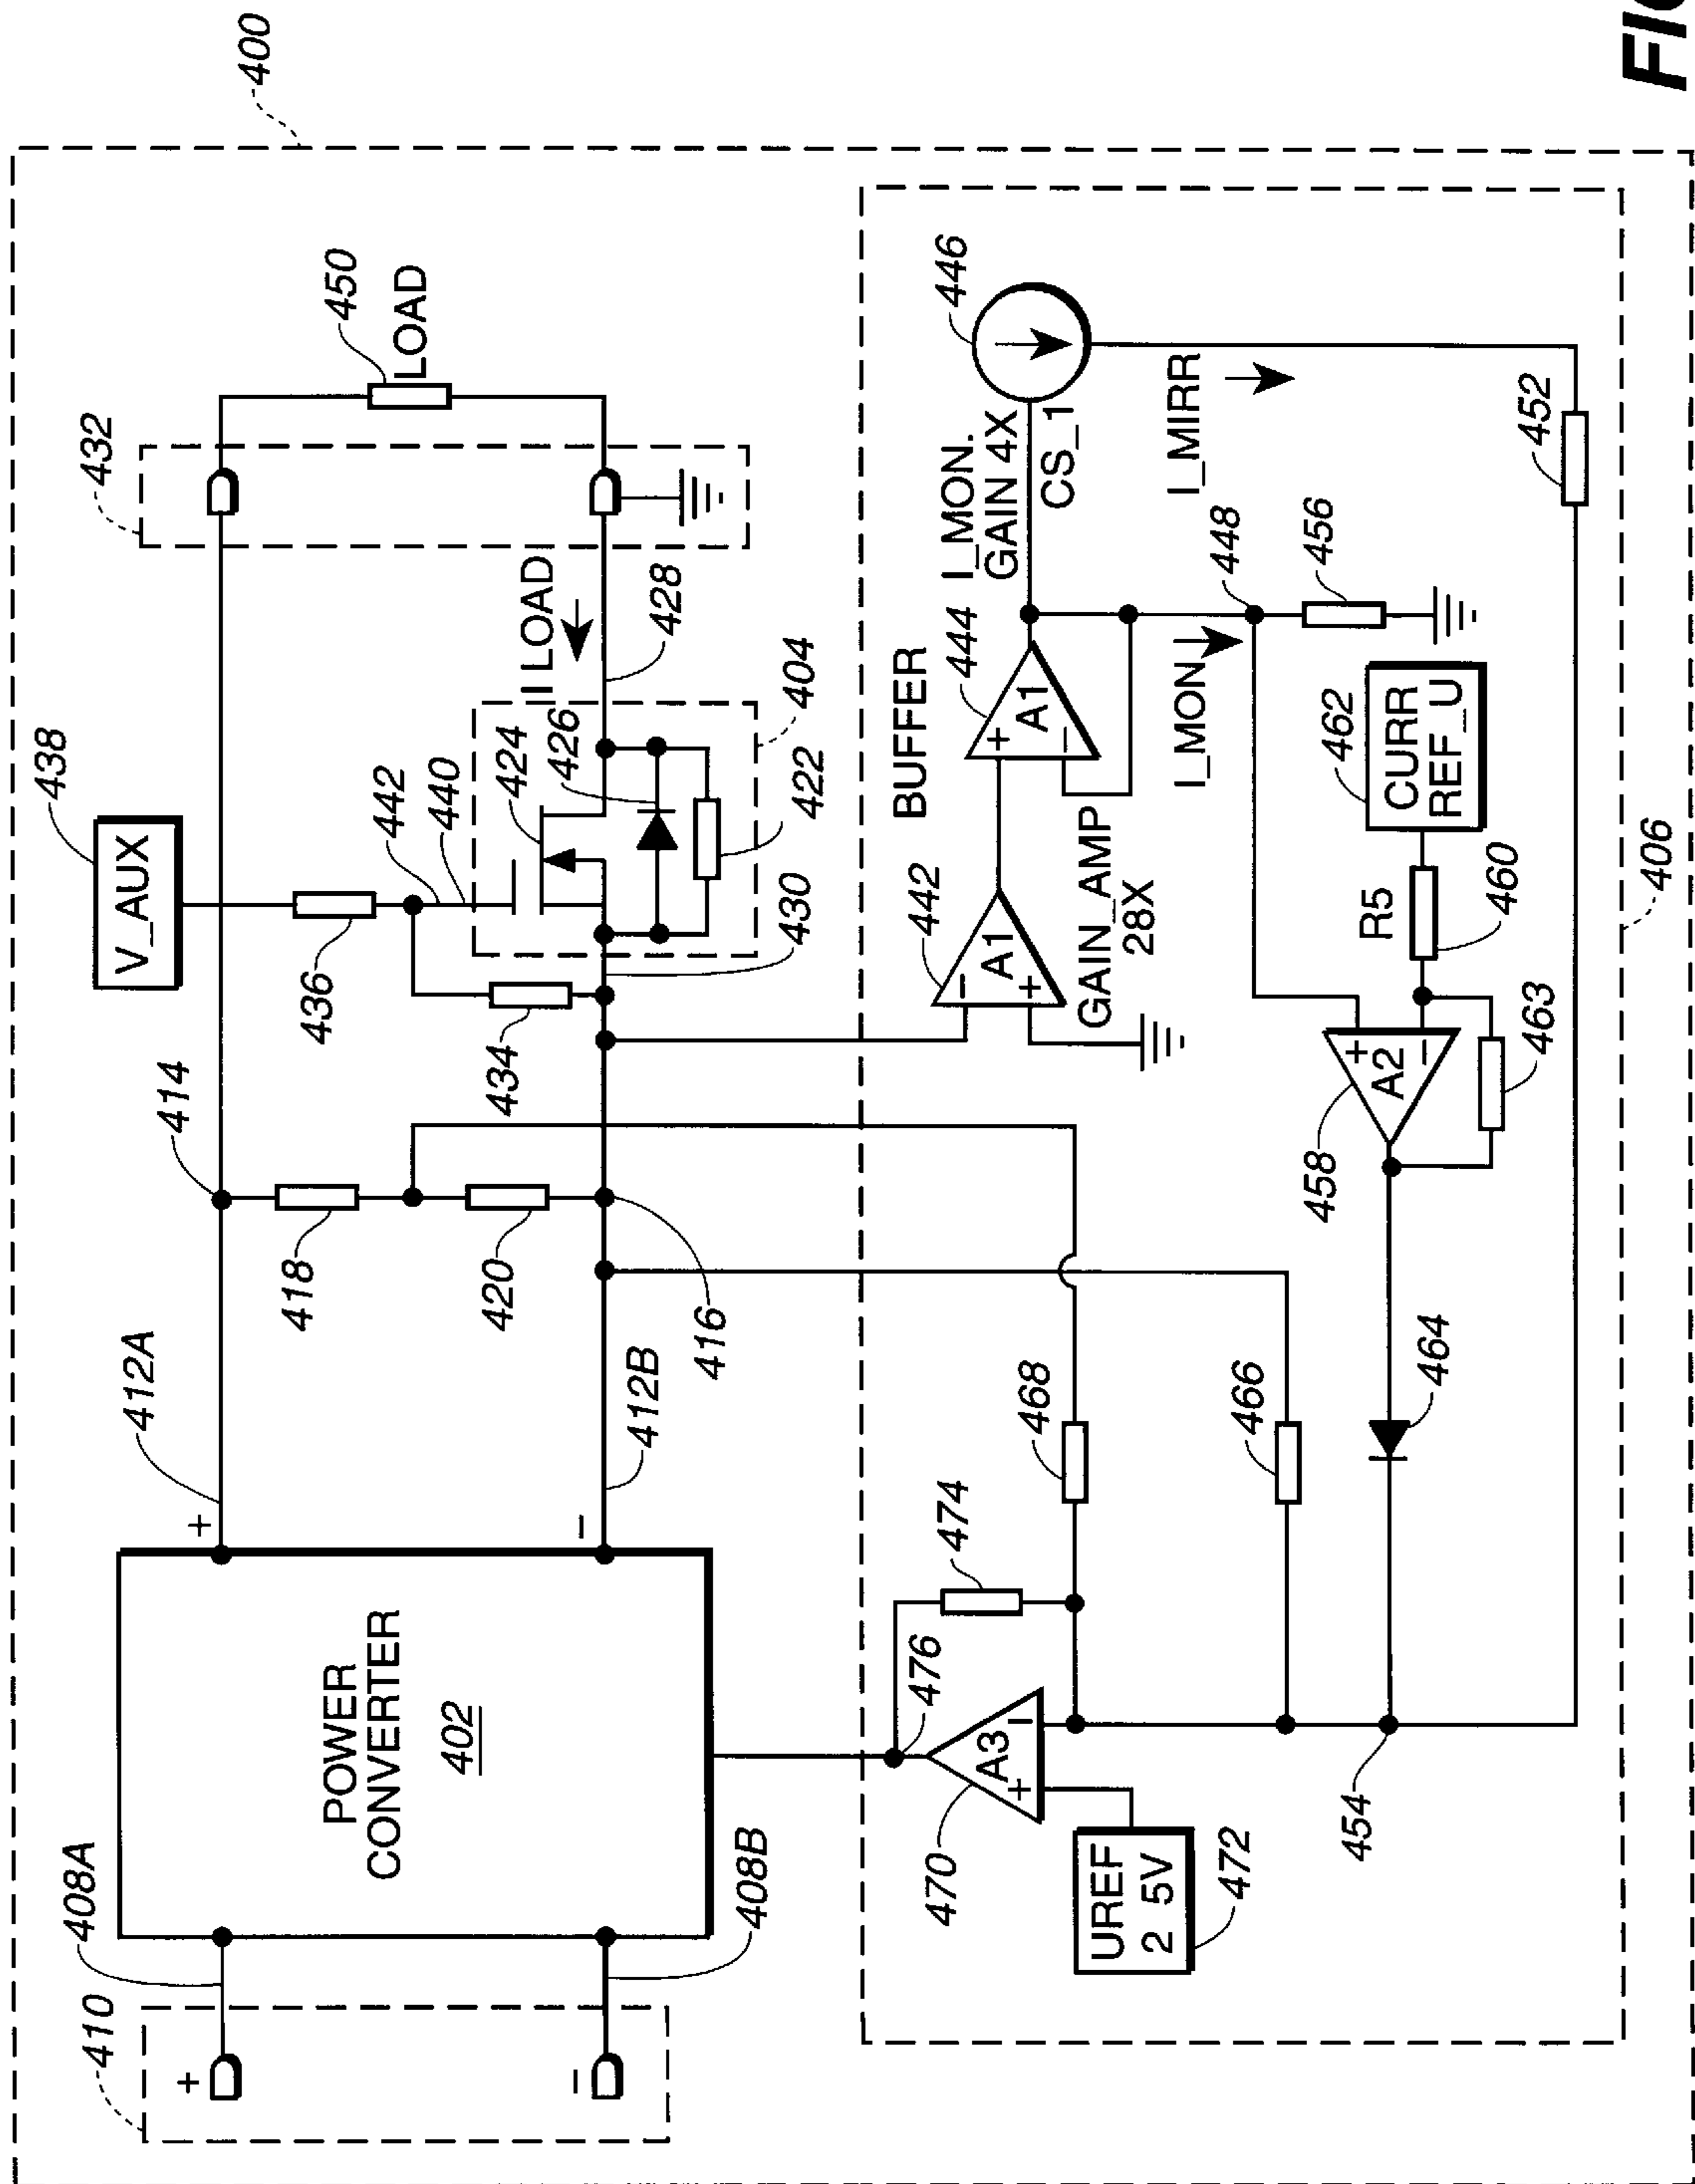 FIG
400
432
450
LOAD
438
V_AUX
436
442
440
424
426
I LOAD
428
404
422
430
434
414
412A
418
420
416
412B
+
−
POWER
CONVERTER
402
408A
408B
410
+
−
BUFFER
444
A1
+
−
I_MON.
GAIN 4X
CS_1
446
I_MIRR
448
456
452
442
A1
−
+
GAIN_AMP
28X
I_MON
462
CURR
REF_U
R5
460
406
458
A2
+
−
463
464
468
466
474
476
470
A3
+
−
UREF
2 5V
472
454